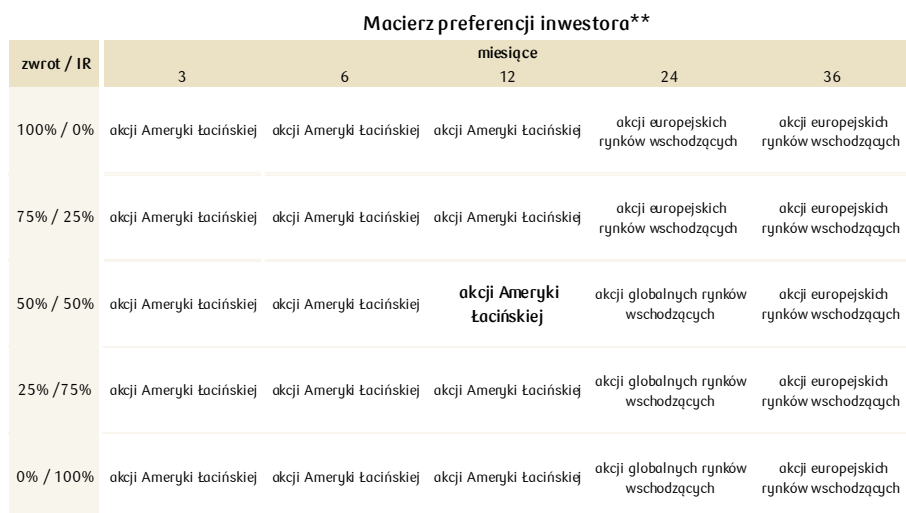 Macierz preferencji inwestora**
zwrot / IR
miesiące
3 6 12 24 36
100% / 0% akcji Ameryki Łacińskiej akcji Ameryki Łacińskiej akcji Ameryki Łacińskiej akcji europejskich rynków wschodzących akcji europejskich rynków wschodzących
75% / 25% akcji Ameryki Łacińskiej akcji Ameryki Łacińskiej akcji Ameryki Łacińskiej akcji europejskich rynków wschodzących akcji europejskich rynków wschodzących
50% / 50% akcji Ameryki Łacińskiej akcji Ameryki Łacińskiej akcji Ameryki Łacińskiej akcji globalnych rynków wschodzących akcji europejskich rynków wschodzących
25% /75% akcji Ameryki Łacińskiej akcji Ameryki Łacińskiej akcji Ameryki Łacińskiej akcji globalnych rynków wschodzących akcji europejskich rynków wschodzących
0% / 100% akcji Ameryki Łacińskiej akcji Ameryki Łacińskiej akcji Ameryki Łacińskiej akcji globalnych rynków wschodzących akcji europejskich rynków wschodzących